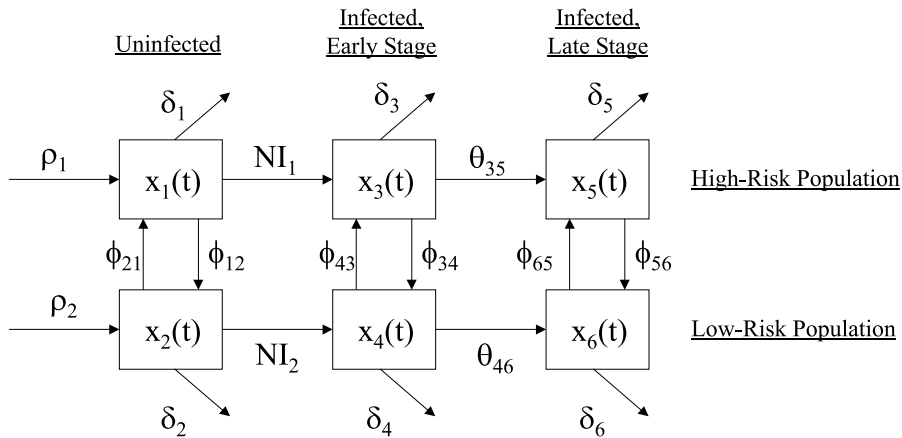 Uninfected
Infected,
Early Stage
Infected,
Late Stage
δ₁
δ₃
δ₅
ρ₁
x₁(t)
NI₁
x₃(t)
θ₃₅
x₅(t)
High-Risk Population
ϕ₂₁
ϕ₁₂
ϕ₄₃
ϕ₃₄
ϕ₆₅
ϕ₅₆
ρ₂
x₂(t)
NI₂
x₄(t)
θ₄₆
x₆(t)
Low-Risk Population
δ₂
δ₄
δ₆